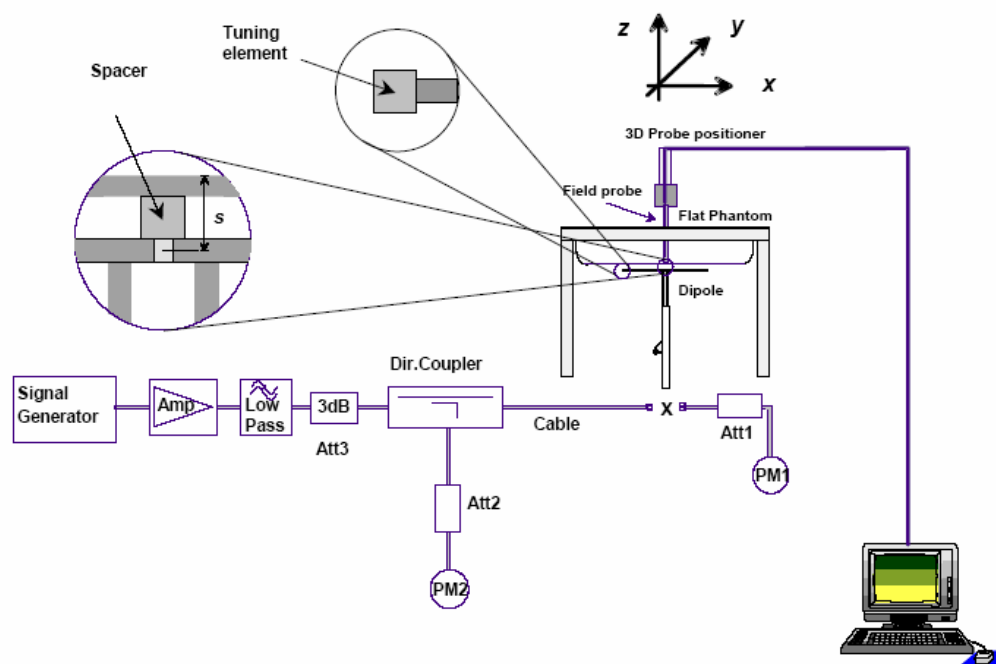 Tuning
element
Spacer
s
z
y
x
3D Probe positioner
Field probe
Flat Phantom
Dipole
Dir.Coupler
Signal
Generator
Amp
Low
Pass
3dB
Att3
Cable
X
Att1
PM1
Att2
PM2